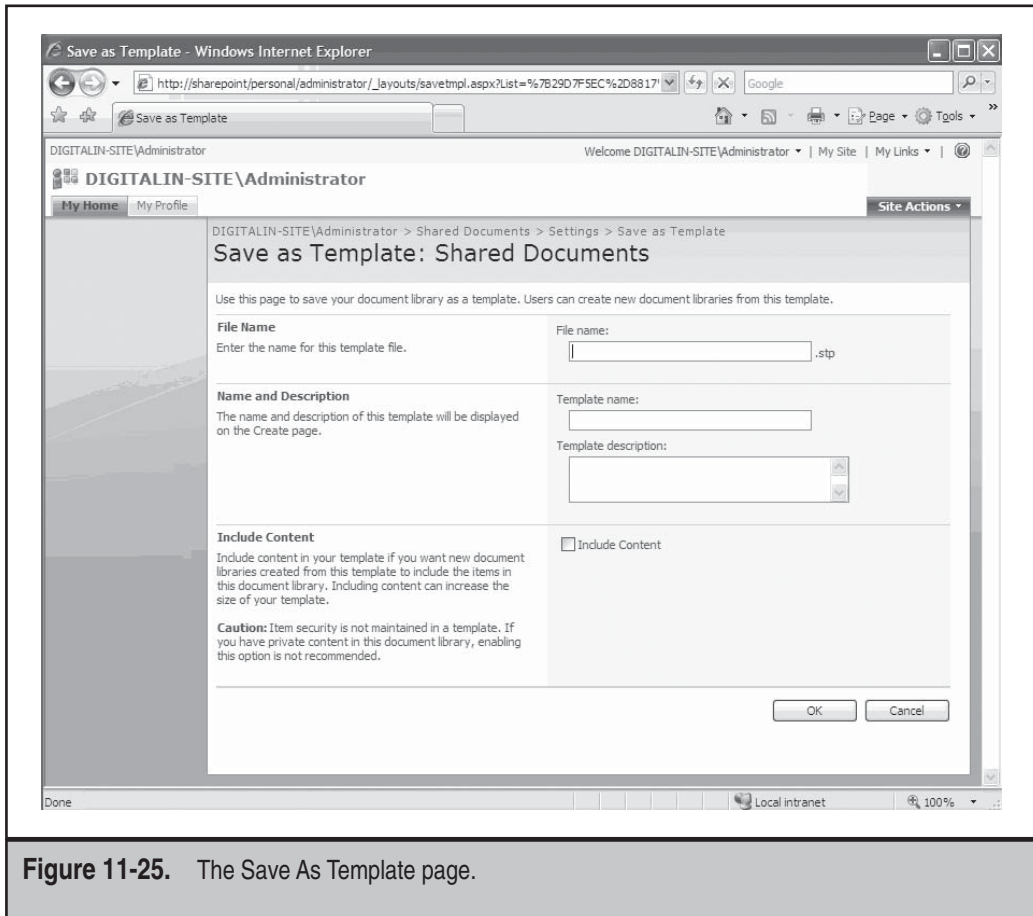 Save as Template - Windows Internet Explorer
http://sharepoint/personal/administrator/_layouts/savetmpl.aspx?List=%7B29D7F5EC%2D8817
Google
Save as Template
Page
Tools
DIGITALIN-SITE\Administrator
Welcome DIGITALIN-SITE\Administrator | My Site | My Links |
DIGITALIN-SITE\Administrator
My Home
My Profile
Site Actions
DIGITALIN-SITE\Administrator > Shared Documents > Settings > Save as Template
Save as Template: Shared Documents
Use this page to save your document library as a template. Users can create new document libraries from this template.
File Name
Enter the name for this template file.
File name:
.stp
Name and Description
The name and description of this template will be displayed
on the Create page.
Template name:
Template description:
Include Content
Include content in your template if you want new document
libraries created from this template to include the items in
this document library. Including content can increase the
size of your template.
Caution: Item security is not maintained in a template. If
you have private content in this document library, enabling
this option is not recommended.
Include Content
OK
Cancel
Done
Local intranet
100%
Figure 11-25. The Save As Template page.